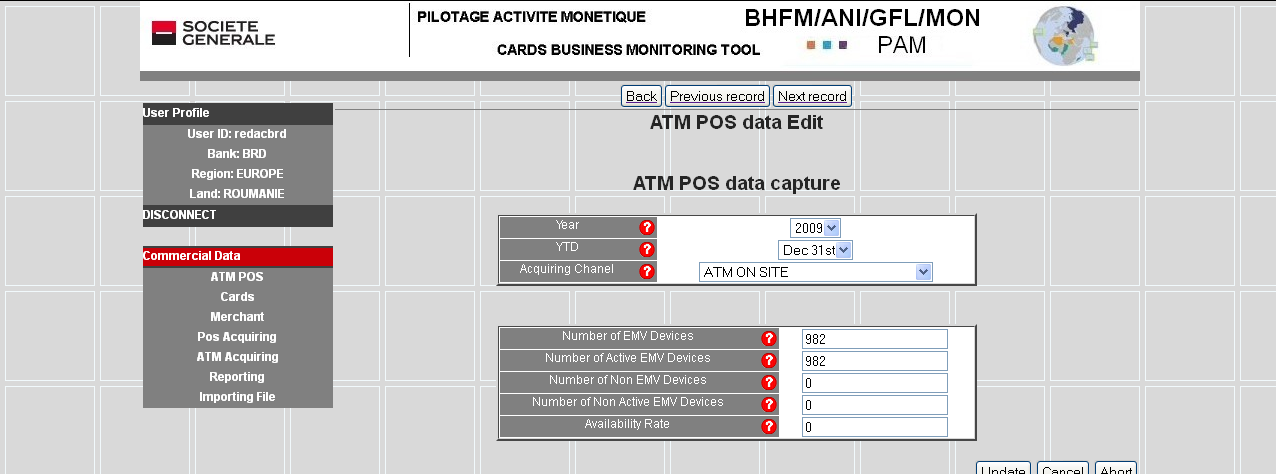 SOCIETE
GENERALE
PILOTAGE ACTIVITE MONETIQUE
CARDS BUSINESS MONITORING TOOL
BHFM/ANI/GFL/MON
PAM
Back Previous record Next record
ATM POS data Edit
User Profile
User ID: redacbrd
Bank: BRD
Region: EUROPE
Land: ROUMANIE
DISCONNECT
Commercial Data
ATM POS
Cards
Merchant
Pos Acquiring
ATM Acquiring
Reporting
Importing File
ATM POS data capture
Year ? 2009
YTD ? Dec 31st
Acquiring Chanel ? ATM ON SITE
Number of EMV Devices ? 982
Number of Active EMV Devices ? 982
Number of Non EMV Devices ? 0
Number of Non Active EMV Devices ? 0
Availability Rate ? 0
Update Cancel Abort